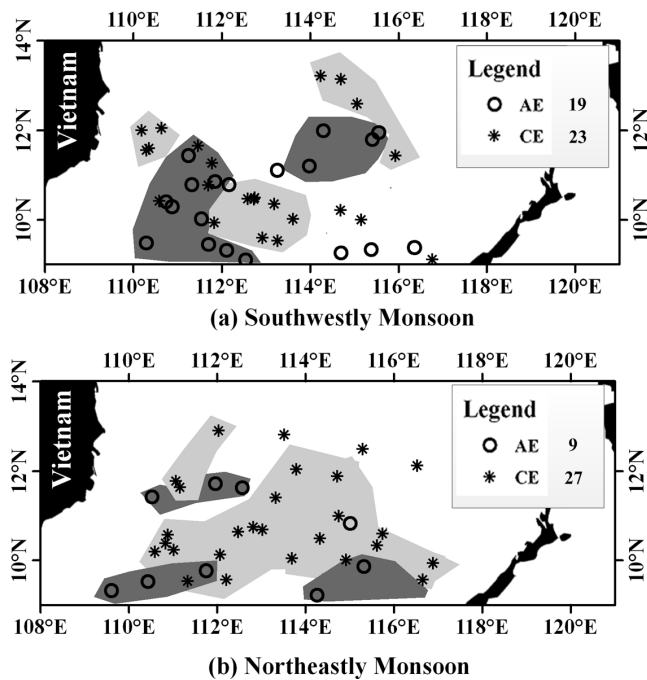 110°E 112°E 114°E 116°E 118°E 120°E
14°N
12°N
10°N
Vietnam
Legend
AE 19
CE 23
108°E 110°E 112°E 114°E 116°E 118°E 120°E
(a) Southwestly Monsoon
110°E 112°E 114°E 116°E 118°E 120°E
14°N
12°N
10°N
Vietnam
Legend
AE 9
CE 27
14°N
12°N
10°N
108°E 110°E 112°E 114°E 116°E 118°E 120°E
(b) Northeastly Monsoon